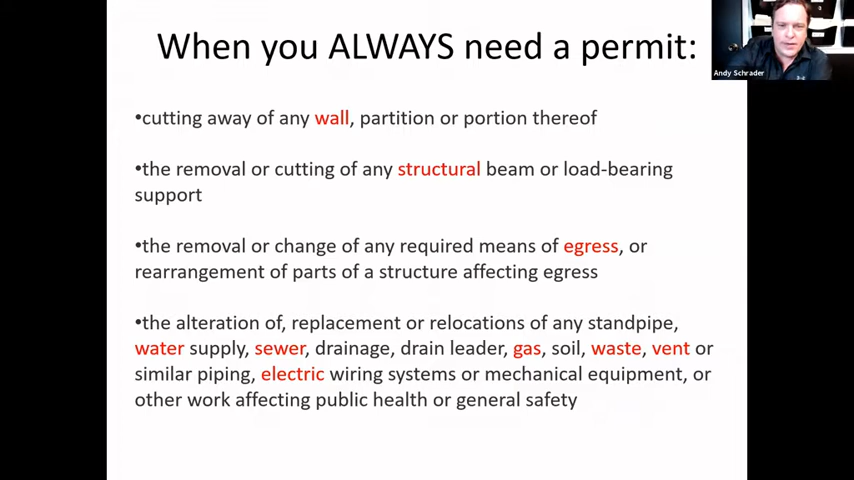 When you ALWAYS need a permit:
Andy Schrader
•cutting away of any wall, partition or portion thereof
•the removal or cutting of any structural beam or load-bearing
support
•the removal or change of any required means of egress, or
rearrangement of parts of a structure affecting egress
•the alteration of, replacement or relocations of any standpipe,
water supply, sewer, drainage, drain leader, gas, soil, waste, vent or
similar piping, electric wiring systems or mechanical equipment, or
other work affecting public health or general safety